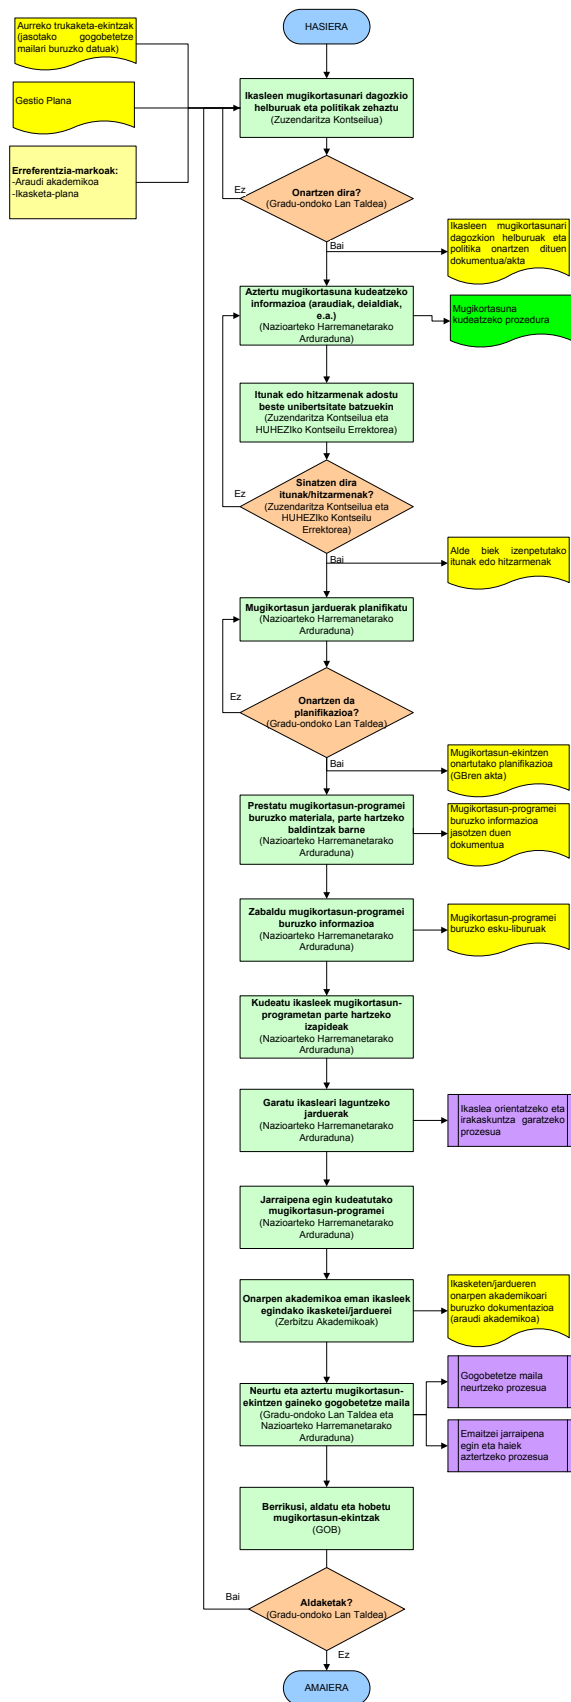 Aurreko trukaketa-ekintzak
(jasotako gogobetetze
mailari buruzko datuak)
HASIERA
Gestio Plana
Ikasleen mugikortasunari dagozkio
helburuak eta politikak zehaztu
(Zuzendaritza Kontseilua)
Erreferentzia-markoak:
-Araudi akademikoa
-Ikasketa-plana
Ez
Onartzen dira?
(Gradu-ondoko Lan Taldea)
Bai
Ikasleen mugikortasunari
dagozkion helburuak eta
politika onartzen dituen
dokumentua/akta
Aztertu mugikortasuna kudeatzeko
informazioa (araudiak, deialdiak,
e.a.)
(Nazioarteko Harremanetarako
Arduraduna)
Mugikortasuna
kudeatzeko prozedura
Itunak edo hitzarmenak adostu
beste unibertsitate batzuekin
(Zuzendaritza Kontseilua eta
HUHEZIko Kontseilu Errektorea)
Ez
Sinatzen dira
itunak/hitzarmenak?
(Zuzendaritza Kontseilua eta
HUHEZIko Kontseilu
Errektorea)
Bai
Alde biek izenpetutako
itunak edo hitzarmenak
Mugikortasun jarduerak planifikatu
(Nazioarteko Harremanetarako
Arduraduna)
Ez
Onartzen da
planifikazioa?
(Gradu-ondoko Lan Taldea)
Bai
Mugikortasun-ekintzen
onartutako planifikazioa
(GBren akta)
Prestatu mugikortasun-programei
buruzko materiala, parte hartzeko
baldintzak barne
(Nazioarteko Harremanetarako
Arduraduna)
Mugikortasun-programei
buruzko informazioa
jasotzen duen
dokumentua
Zabaldu mugikortasun-programei
buruzko informazioa
(Nazioarteko Harremanetarako
Arduraduna)
Mugikortasun-programei
buruzko esku-liburuak
Kudeatu ikasleek mugikortasun-
programetan parte hartzeko
izapideak
(Nazioarteko Harremanetarako
Arduraduna)
Garatu ikasleari laguntzeko
jarduerak
(Nazioarteko Harremanetarako
Arduraduna)
Ikaslea orientatzeko eta
irakaskuntza garatzeko
prozesua
Jarraipena egin kudeatutako
mugikortasun-programei
(Nazioarteko Harremanetarako
Arduraduna)
Onarpen akademikoa eman ikasleek
egindako ikasketei/jarduerei
(Zerbitzu Akademikoak)
Ikasketen/jardueren
onarpen akademikoari
buruzko dokumentazioa
(araudi akademikoa)
Neurtu eta aztertu mugikortasun-
ekintzen gaineko gogobetetze maila
(Gradu-ondoko Lan Taldea eta
Nazioarteko Harremanetarako
Arduraduna)
Gogobetetze maila
neurtzeko prozesua
Emaitzei jarraipena
egin eta haiek
aztertzeko prozesua
Berrikusi, aldatu eta hobetu
mugikortasun-ekintzak
(GOB)
Bai
Aldaketak?
(Gradu-ondoko Lan Taldea)
Ez
AMAIERA